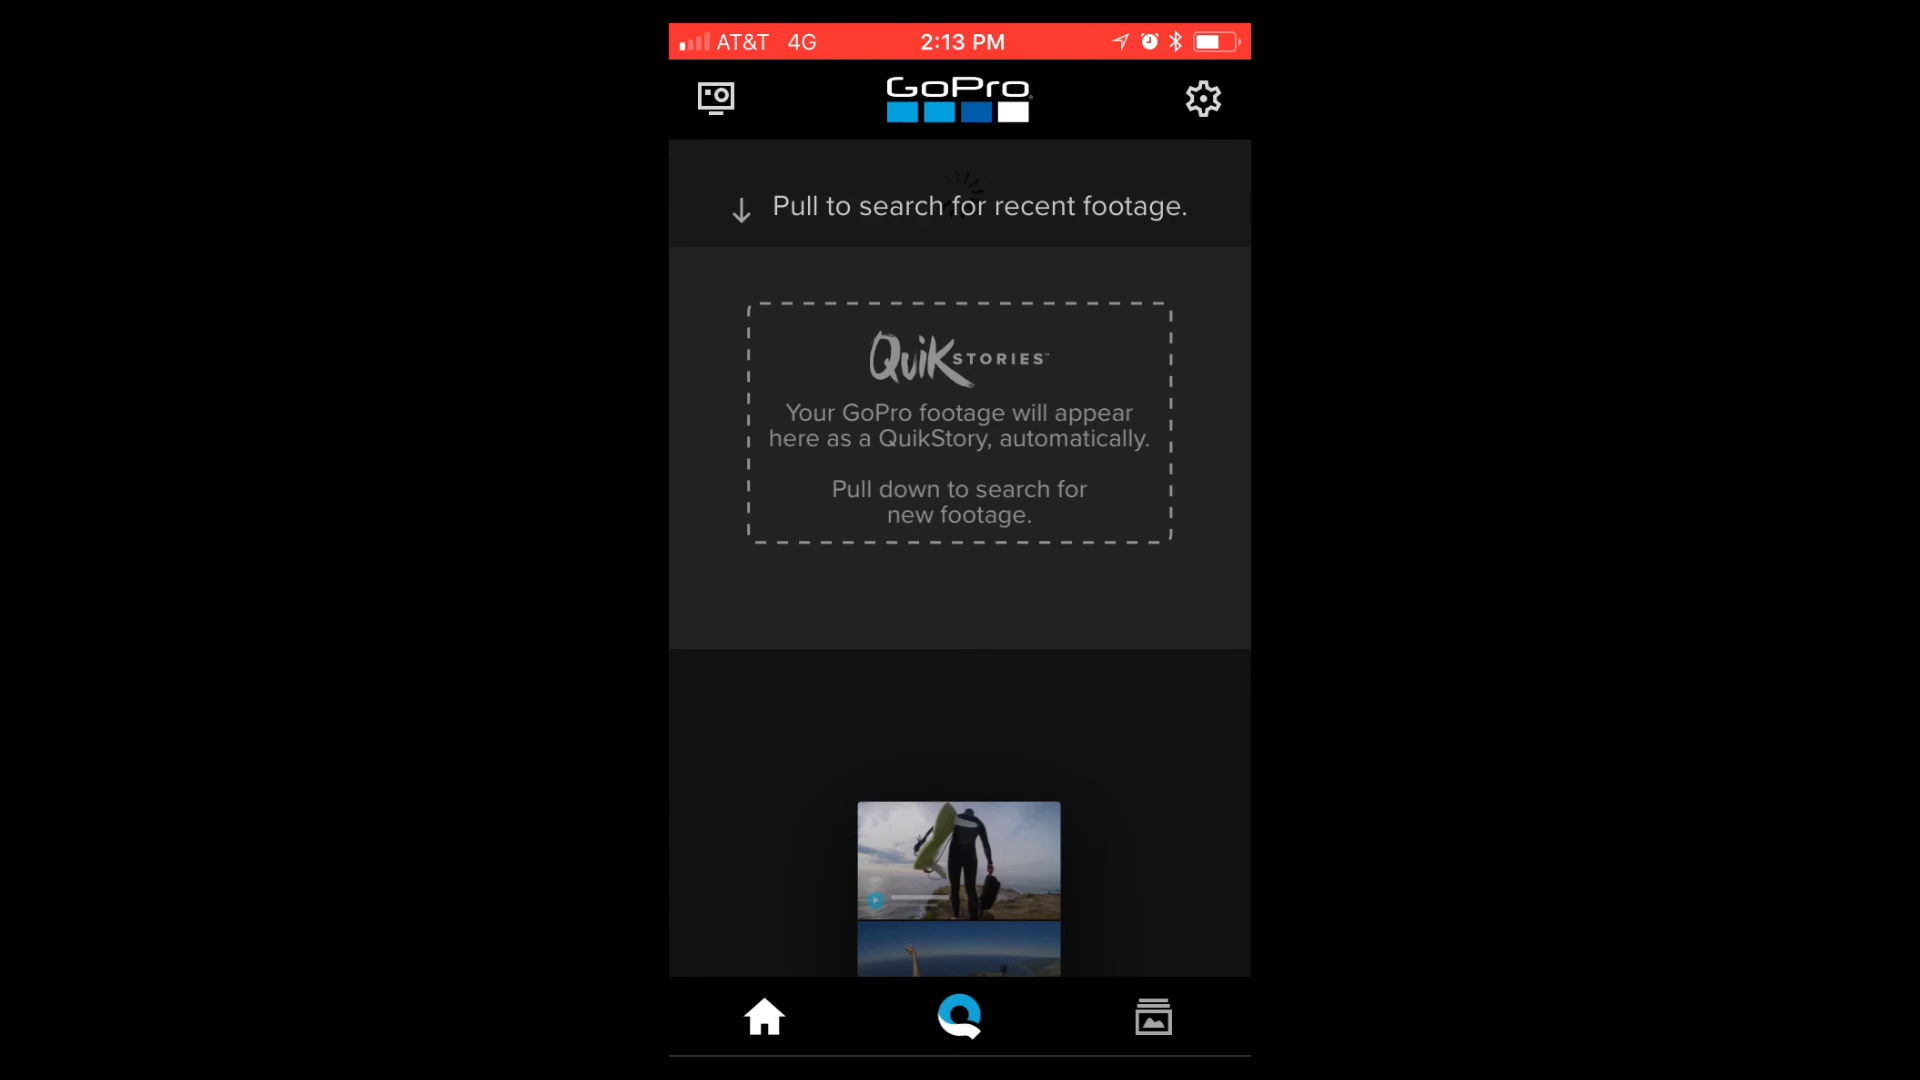 AT&T 4G 2:13 PM
GoPro
Pull to search for recent footage.
Quik STORIES™
Your GoPro footage will appear
here as a QuikStory, automatically.
Pull down to search for
new footage.